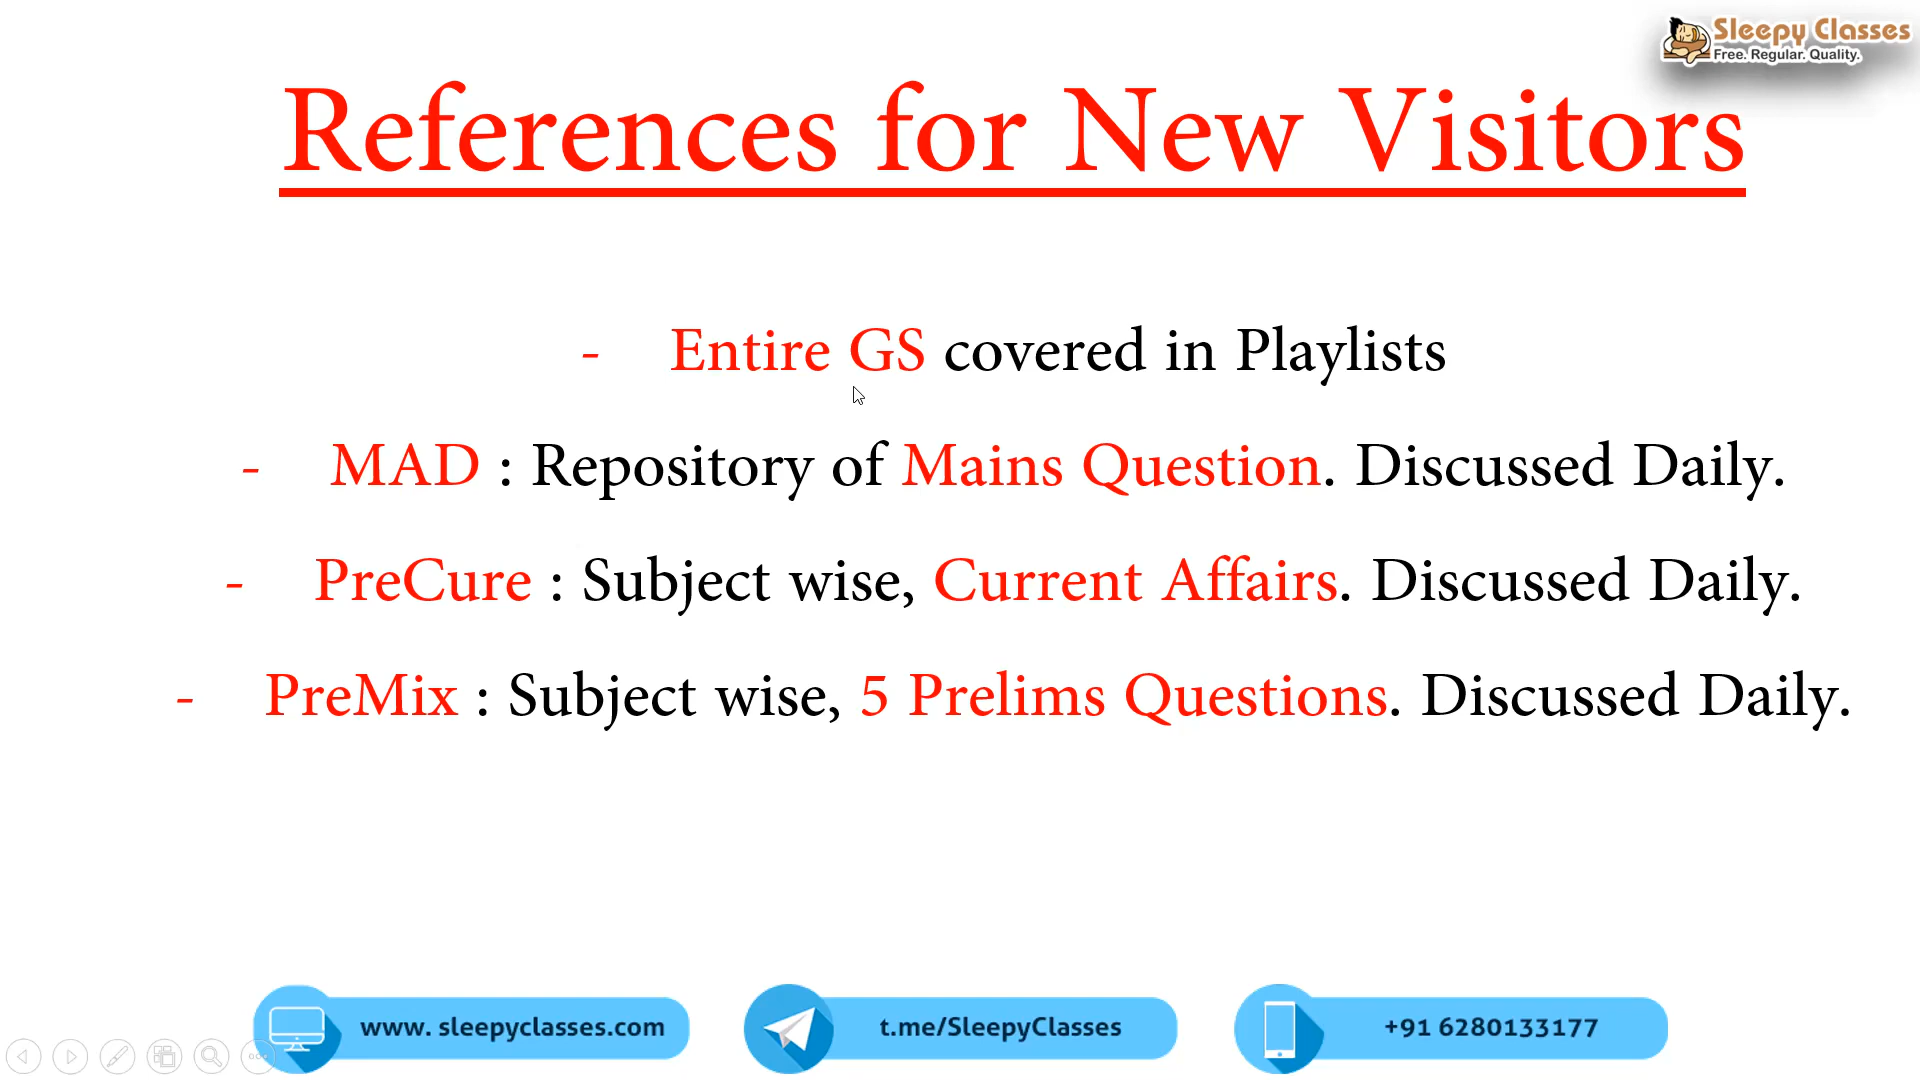 Sleepy Classes
Free. Regular. Quality.
References for New Visitors
- Entire GS covered in Playlists
- MAD : Repository of Mains Question. Discussed Daily.
- PreCure : Subject wise, Current Affairs. Discussed Daily.
- PreMix : Subject wise, 5 Prelims Questions. Discussed Daily.
www. sleepyclasses.com
t.me/SleepyClasses
+91 6280133177